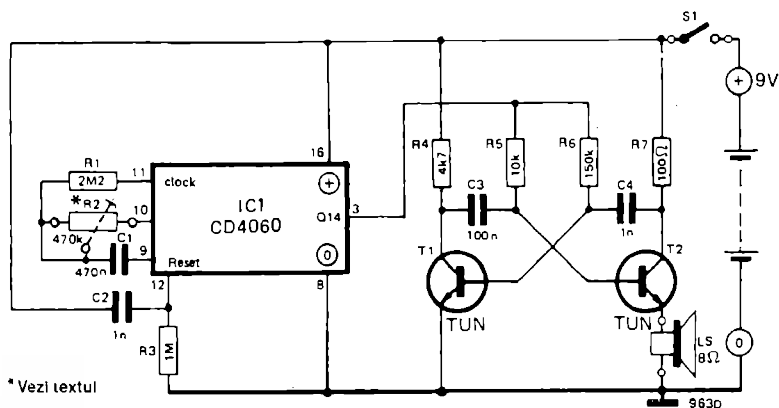 S1
+
9V
16
R4
4k7
R5
10k
R6
150k
R7
100Ω
R1
2M2
11
clock
+
IC1
CD4060
Q14
3
*R2
470k
10
C1
470n
9
Reset
0
12
8
C3
100n
C4
1n
T1
TUN
T2
TUN
C2
1n
R3
1M
LS
8Ω
0
* Vezi textul
963p